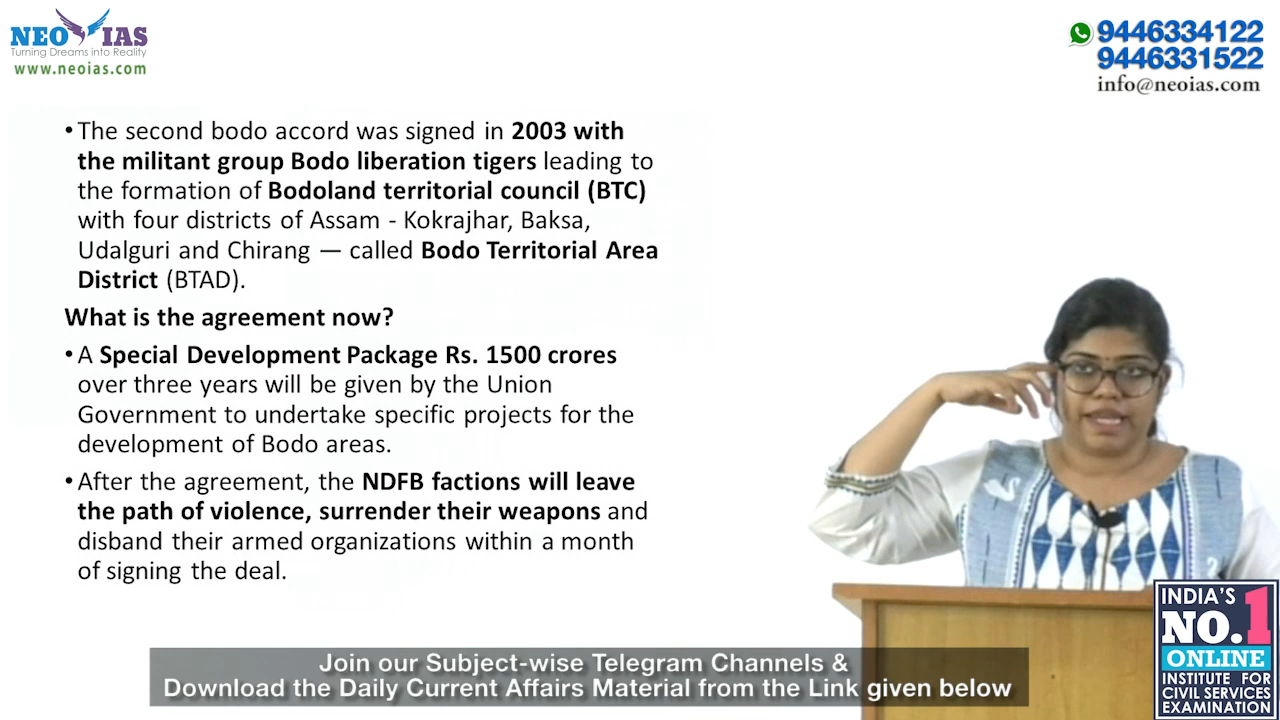 NEO IAS
Turning Dreams into Reality
www.neoias.com
9446334122
9446331522
info@neoias.com
•The second bodo accord was signed in 2003 with
the militant group Bodo liberation tigers leading to
the formation of Bodoland territorial council (BTC)
with four districts of Assam - Kokrajhar, Baksa,
Udalguri and Chirang — called Bodo Territorial Area
District (BTAD).
What is the agreement now?
•A Special Development Package Rs. 1500 crores
over three years will be given by the Union
Government to undertake specific projects for the
development of Bodo areas.
•After the agreement, the NDFB factions will leave
the path of violence, surrender their weapons and
disband their armed organizations within a month
of signing the deal.
INDIA'S
NO.1
ONLINE
INSTITUTE FOR
CIVIL SERVICES
EXAMINATION
Join our Subject-wise Telegram Channels &
Download the Daily Current Affairs Material from the Link given below